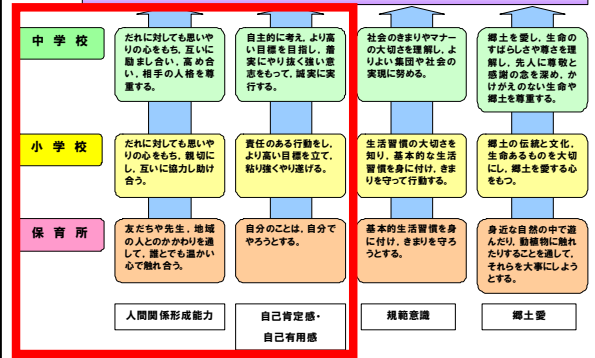 中学校
だれに対しても思いや
りの心をもち、互いに
励まし合い、高め合
い、相手の人格を尊
重する。
自主的に考え、より高
い目標を目指し、着
実にやり抜く強い意
志をもって、誠実に実
行する。
社会のきまりやマナー
の大切さを理解し、よ
りよい集団や社会の
実現に努める。
郷土を愛し、生命の
すばらしさや尊さを理
解し、先人に尊敬と
感謝の念を深め、か
けがえのない生命や
郷土を尊重する。
小学校
だれに対しても思いや
りの心をもち、親切に
し、互いに協力し助け
合う。
責任のある行動をし、
より高い目標を立て、
粘り強くやり遂げる。
生活習慣の大切さを
知り、基本的な生活
習慣を身に付け、きま
りを守って行動する。
郷土の伝統と文化、
生命あるものを大切
にし、郷土を愛する心
をもつ。
保育所
友だちや先生、地域
の人とのかかわりを通
して、誰とでも温かい
心で触れ合う。
自分のことは、自分で
やろうとする。
基本的生活習慣を身
に付け、きまりを守ろ
うとする。
身近な自然の中で遊
んだり、動植物に触れ
たりすることを通して、
それらを大事にしよう
とする。
人間関係形成能力
自己肯定感・
自己有用感
規範意識
郷土愛